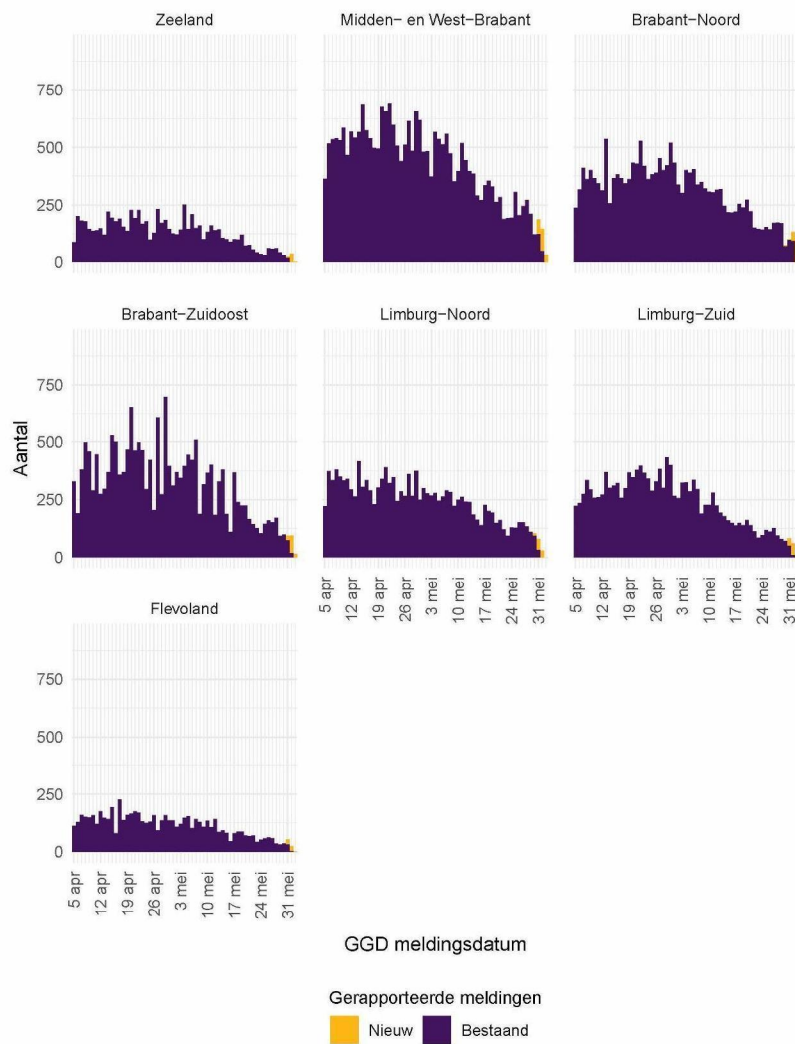 Zeeland
Midden- en West-Brabant
Brabant-Noord
750
500
250
0
Brabant-Zuidoost
Limburg-Noord
Limburg-Zuid
Aantal
750
500
250
0
5 apr
12 apr
19 apr
26 apr
3 mei
10 mei
17 mei
24 mei
31 mei
5 apr
12 apr
19 apr
26 apr
3 mei
10 mei
17 mei
24 mei
31 mei
Flevoland
750
500
250
0
5 apr
12 apr
19 apr
26 apr
3 mei
10 mei
17 mei
24 mei
31 mei
GGD meldingsdatum
Gerapporteerde meldingen
Nieuw
Bestaand